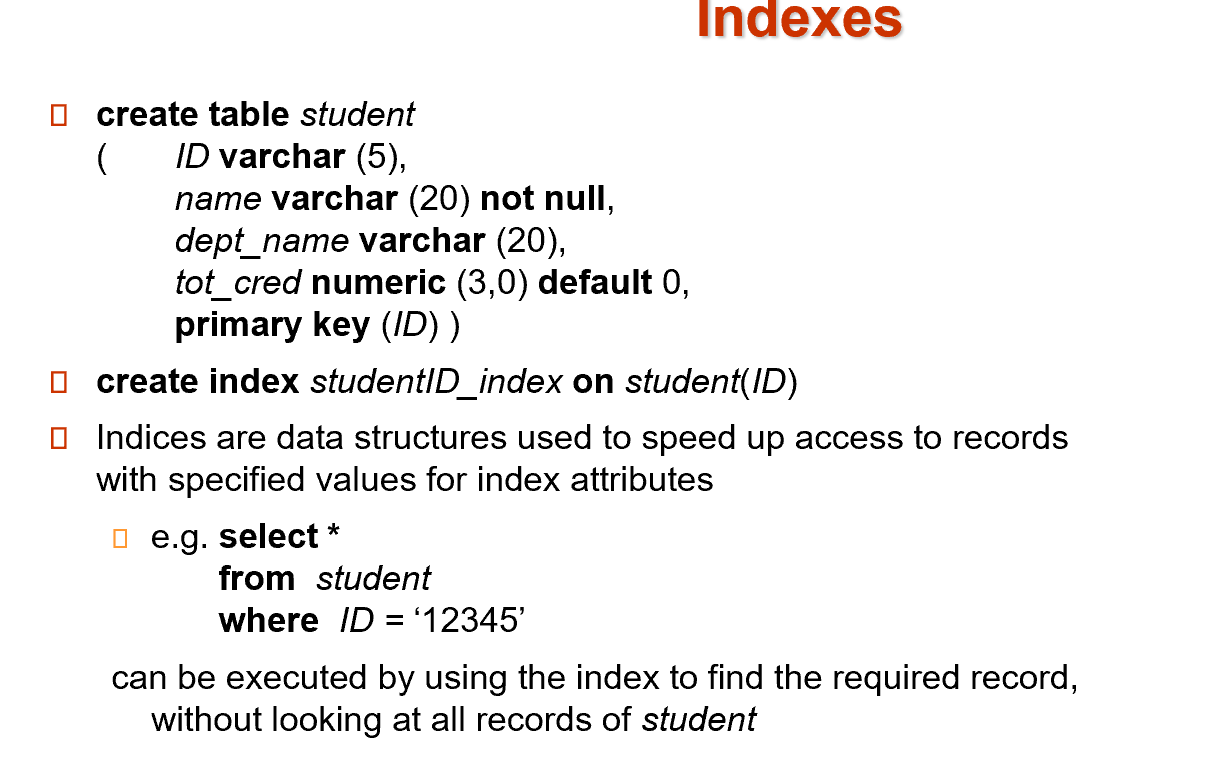 Indexes
create table student
( ID varchar (5),
name varchar (20) not null,
dept_name varchar (20),
tot_cred numeric (3,0) default 0,
primary key (ID) )
create index studentID_index on student(ID)
Indices are data structures used to speed up access to records
with specified values for index attributes
e.g. select *
from student
where ID = ‘12345’
can be executed by using the index to find the required record,
without looking at all records of student